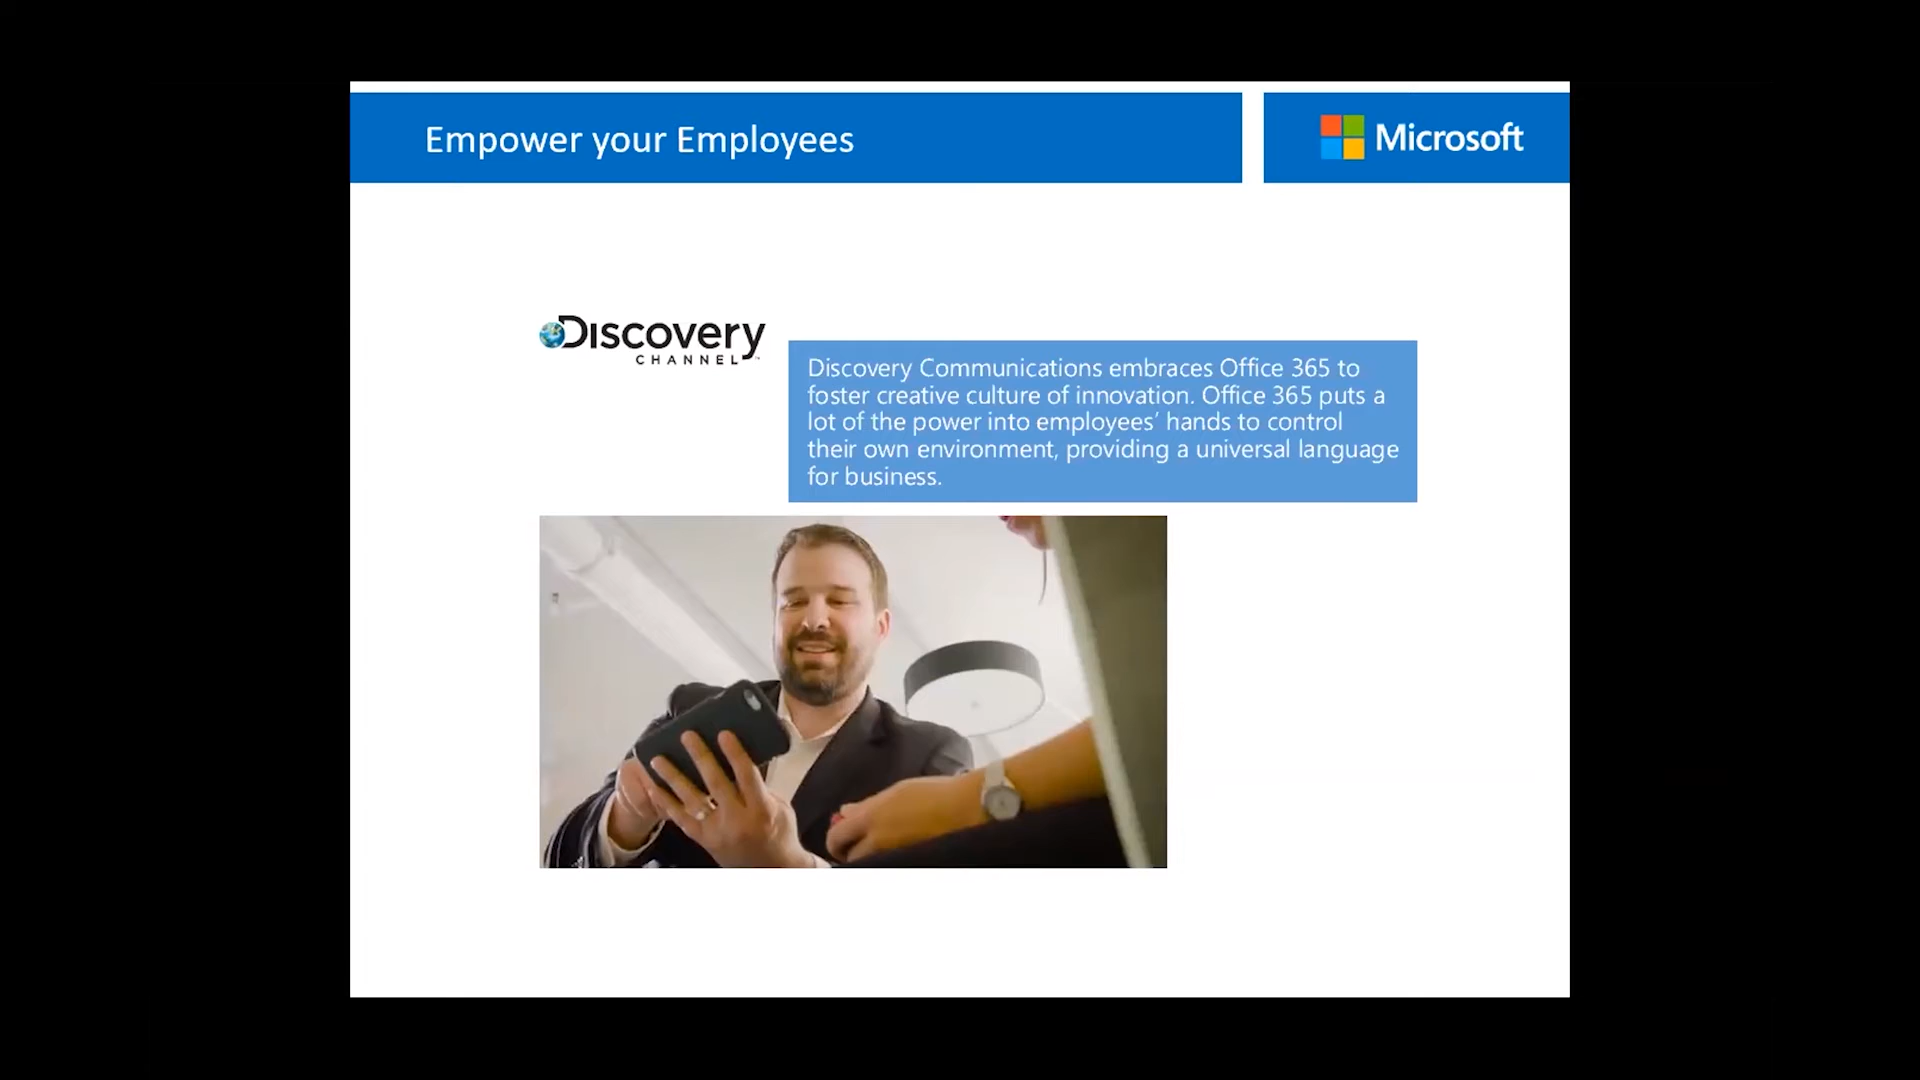 Empower your Employees
Microsoft
Discovery
CHANNEL
Discovery Communications embraces Office 365 to
foster creative culture of innovation. Office 365 puts a
lot of the power into employees’ hands to control
their own environment, providing a universal language
for business.